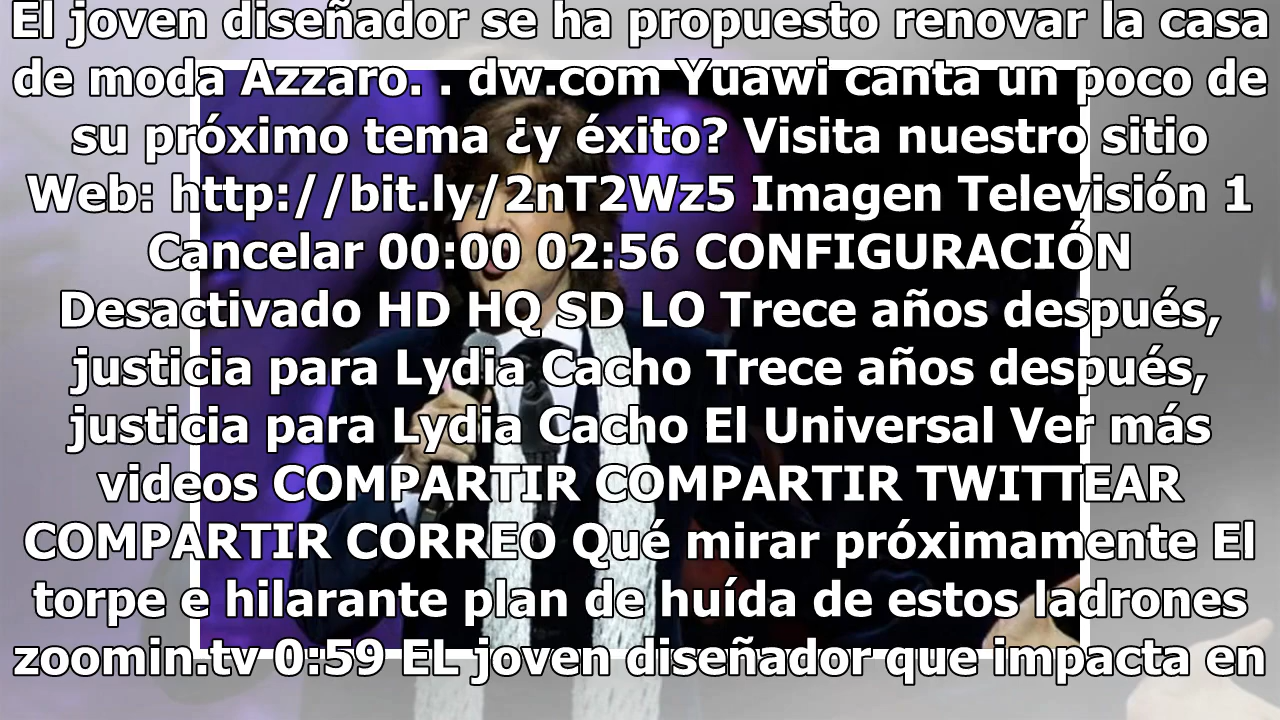 El joven diseñador se ha propuesto renovar la casa
de moda Azzaro. . dw.com Yuawi canta un poco de
su próximo tema ¿y éxito? Visita nuestro sitio
Web: http://bit.ly/2nT2Wz5 Imagen Televisión 1
Cancelar 00:00 02:56 CONFIGURACIÓN
Desactivado HD HQ SD LO Trece años después,
justicia para Lydia Cacho Trece años después,
justicia para Lydia Cacho El Universal Ver más
videos COMPARTIR COMPARTIR TWITTEAR
COMPARTIR CORREO Qué mirar próximamente El
torpe e hilarante plan de huída de estos ladrones
zoomin.tv 0:59 EL joven diseñador que impacta en